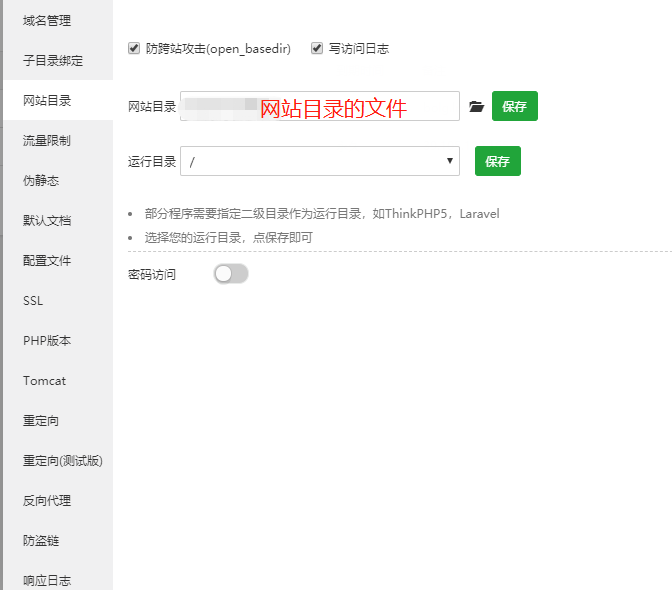 域名管理
子目录绑定
网站目录
流量限制
伪静态
默认文档
配置文件
SSL
PHP版本
Tomcat
重定向
重定向(测试版)
反向代理
防盗链
响应日志
防跨站攻击(open_basedir) 写访问日志
网站目录 网站目录的文件 保存
运行目录 / 保存
部分程序需要指定二级目录作为运行目录，如ThinkPHP5，Laravel
选择您的运行目录，点保存即可
密码访问